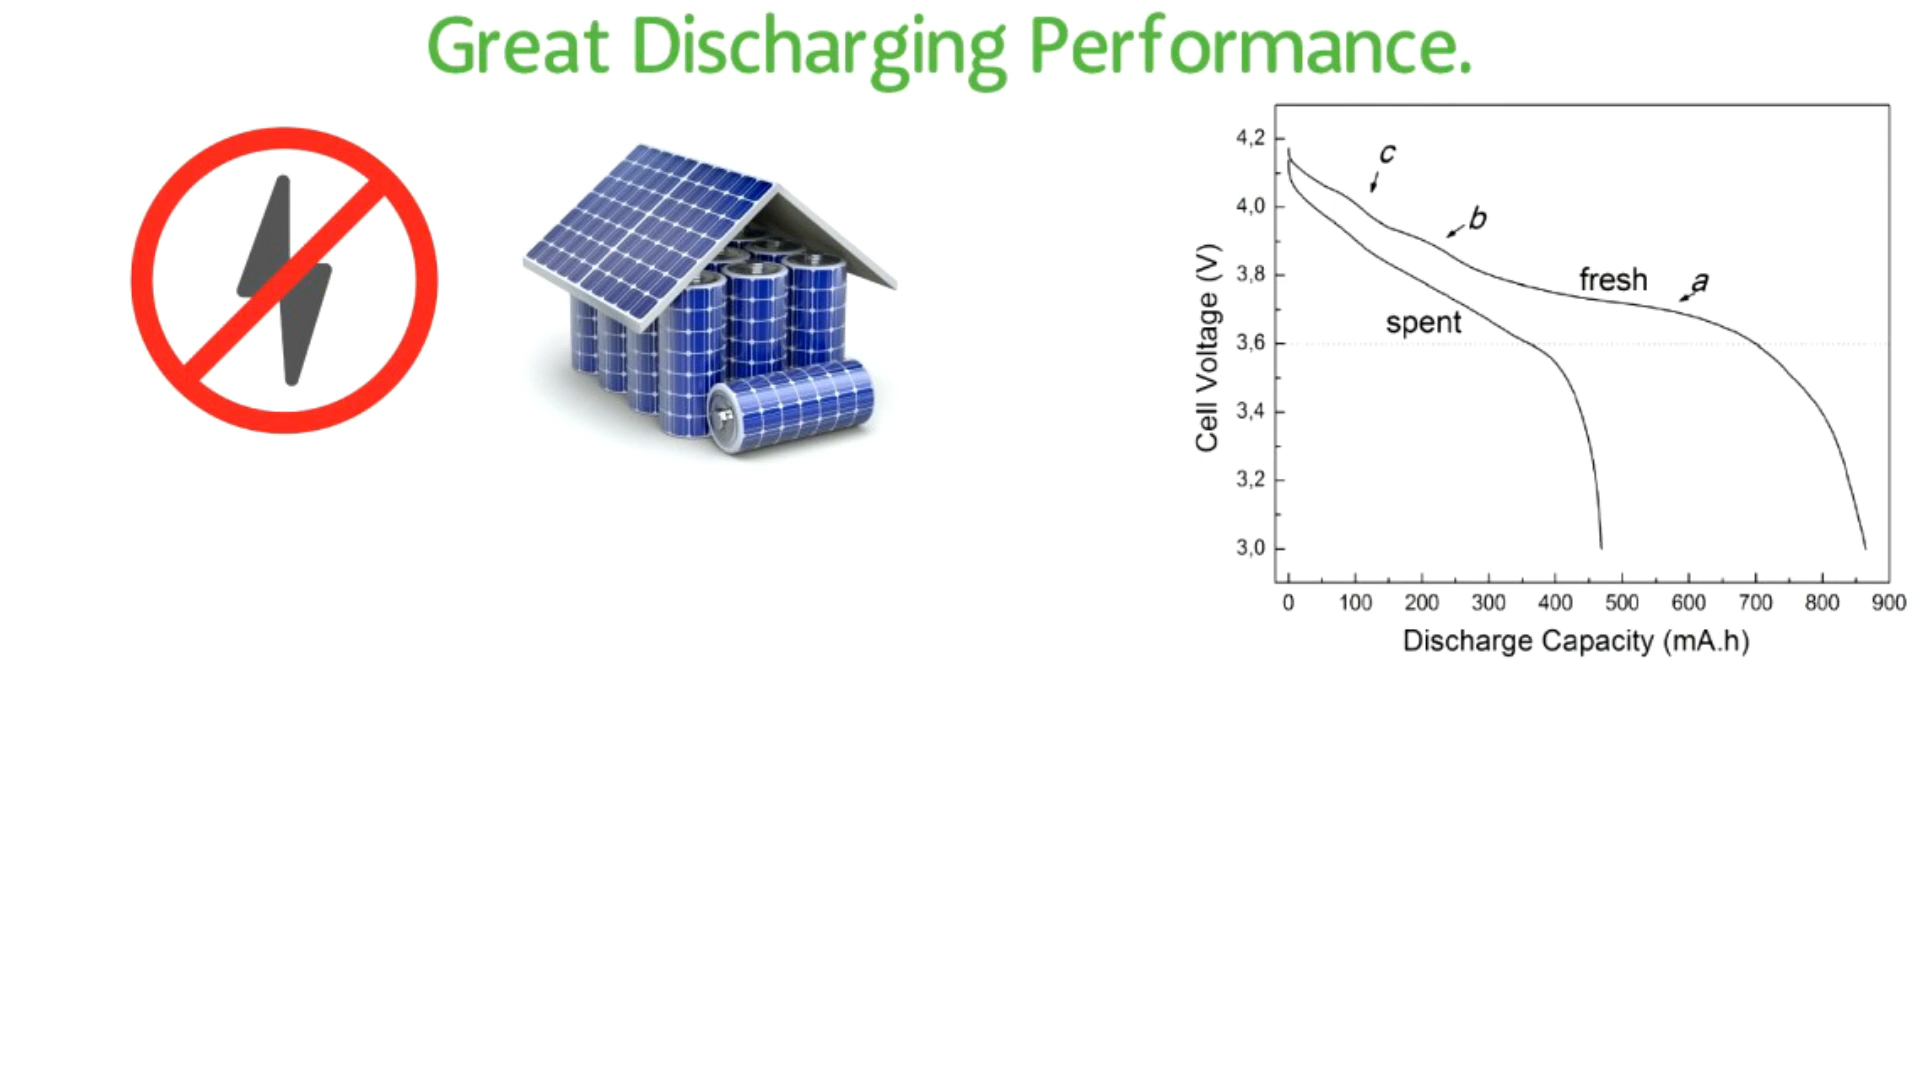 Great Discharging Performance.
4,2
4,0
3,8
3,6
3,4
3,2
3,0
Cell Voltage (V)
c
b
fresh
a
spent
0 100 200 300 400 500 600 700 800 900
Discharge Capacity (mA.h)